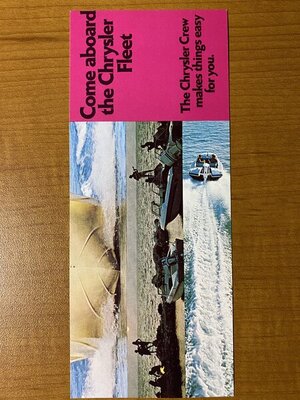 Come aboard
the Chrysler
Fleet
The Chrysler Crew
makes things easy
for you.